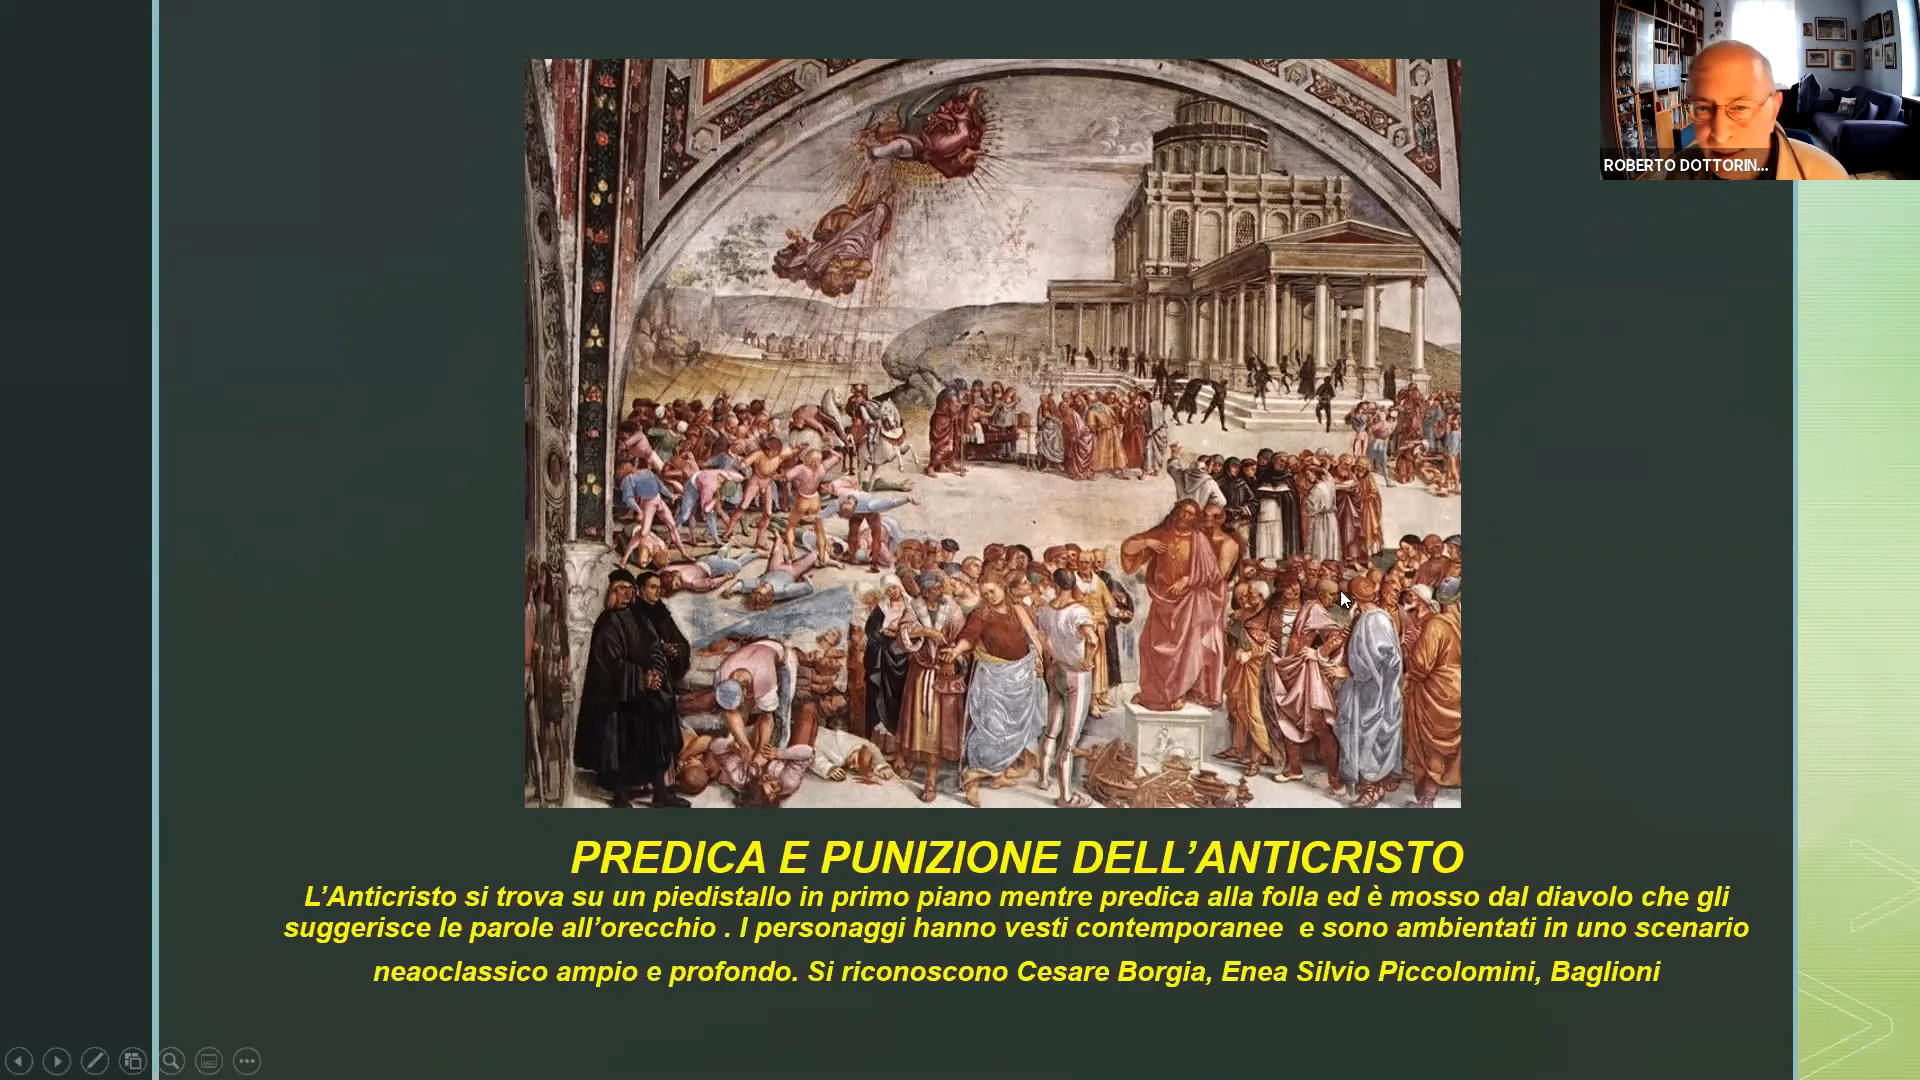 ROBERTO DOTTORIN...
PREDICA E PUNIZIONE DELL’ANTICRISTO
L’Anticristo si trova su un piedistallo in primo piano mentre predica alla folla ed è mosso dal diavolo che gli
suggerisce le parole all’orecchio . I personaggi hanno vesti contemporanee e sono ambientati in uno scenario
neaoclassico ampio e profondo. Si riconoscono Cesare Borgia, Enea Silvio Piccolomini, Baglioni